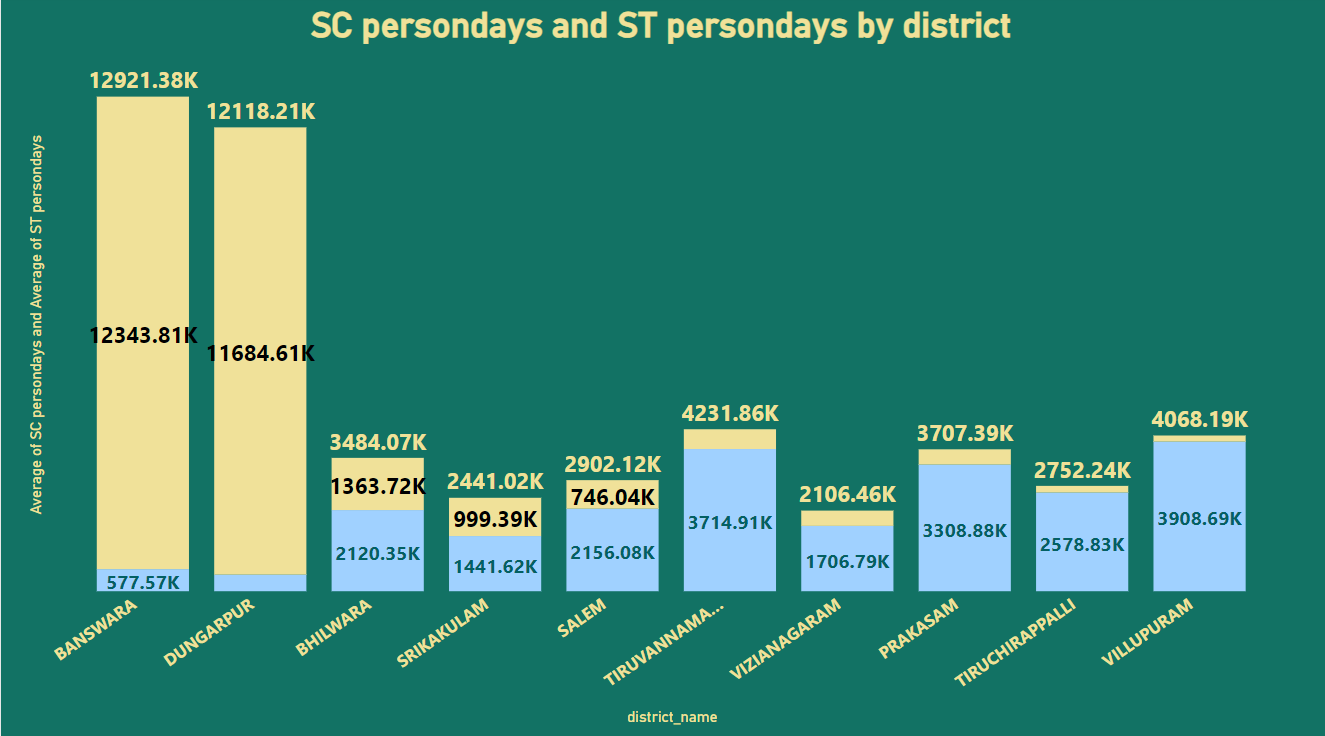 SC persondays and ST persondays by district
Average of SC persondays and Average of ST persondays
12921.38K
12118.21K
3484.07K
2441.02K
2902.12K
4231.86K
2106.46K
3707.39K
2752.24K
4068.19K
12343.81K
11684.61K
1363.72K
999.39K
746.04K
577.57K
2120.35K
1441.62K
2156.08K
3714.91K
1706.79K
3308.88K
2578.83K
3908.69K
BANSWARA
DUNGARPUR
BHILWARA
SRIKAKULAM
SALEM
TIRUVANNAMA...
VIZIANAGARAM
PRAKASAM
TIRUCHIRAPPALLI
VILLUPURAM
district_name